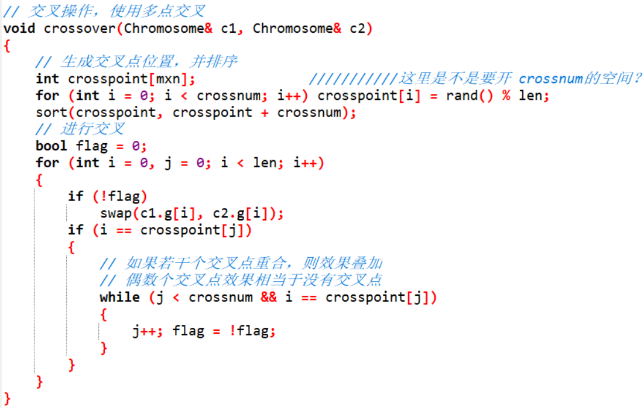 // 交叉操作，使用多点交叉
void crossover(Chromosome& c1, Chromosome& c2)
{
    // 生成交叉点位置，并排序
    int crosspoint[mxn];              ///////////这里是不是要开 crossnum的空间？
    for (int i = 0; i < crossnum; i++) crosspoint[i] = rand() % len;
    sort(crosspoint, crosspoint + crossnum);
    // 进行交叉
    bool flag = 0;
    for (int i = 0, j = 0; i < len; i++)
    {
        if (!flag)
            swap(c1.g[i], c2.g[i]);
        if (i == crosspoint[j])
        {
            // 如果若干个交叉点重合，则效果叠加
            // 偶数个交叉点效果相当于没有交叉点
            while (j < crossnum && i == crosspoint[j])
            {
                j++; flag = !flag;
            }
        }
    }
}